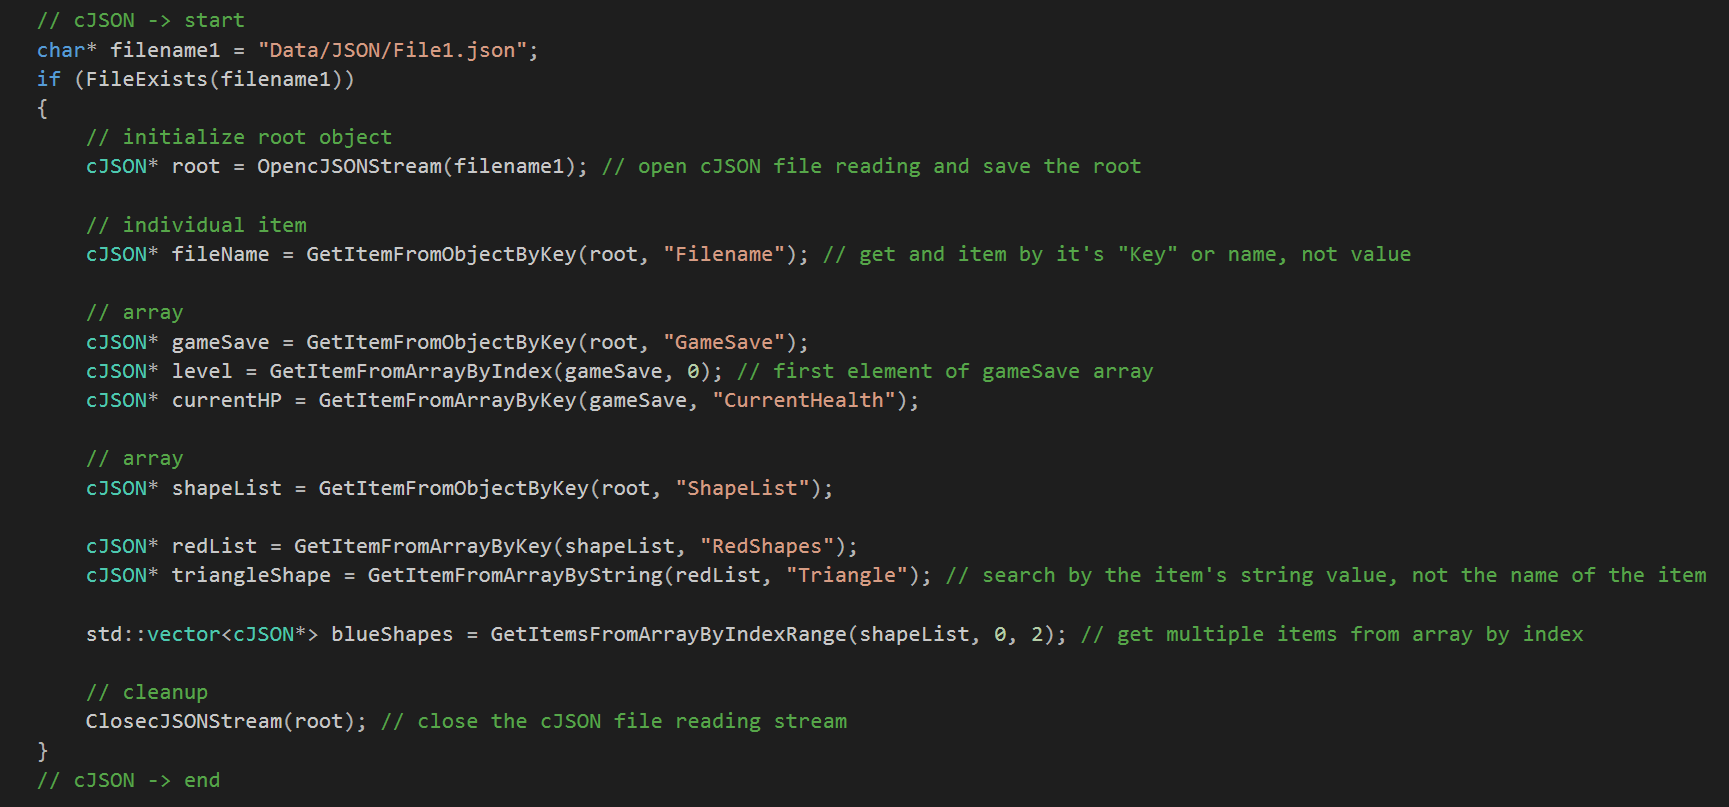 // cJSON -> start
char* filename1 = "Data/JSON/File1.json";
if (FileExists(filename1))
{
    // initialize root object
    cJSON* root = OpencJSONStream(filename1); // open cJSON file reading and save the root

    // individual item
    cJSON* fileName = GetItemFromObjectByKey(root, "Filename"); // get and item by it's "Key" or name, not value

    // array
    cJSON* gameSave = GetItemFromObjectByKey(root, "GameSave");
    cJSON* level = GetItemFromArrayByIndex(gameSave, 0); // first element of gameSave array
    cJSON* currentHP = GetItemFromArrayByKey(gameSave, "CurrentHealth");

    // array
    cJSON* shapeList = GetItemFromObjectByKey(root, "ShapeList");

    cJSON* redList = GetItemFromArrayByKey(shapeList, "RedShapes");
    cJSON* triangleShape = GetItemFromArrayByString(redList, "Triangle"); // search by the item's string value, not the name of the item

    std::vector<cJSON*> blueShapes = GetItemsFromArrayByIndexRange(shapeList, 0, 2); // get multiple items from array by index

    // cleanup
    ClosecJSONStream(root); // close the cJSON file reading stream
}
// cJSON -> end